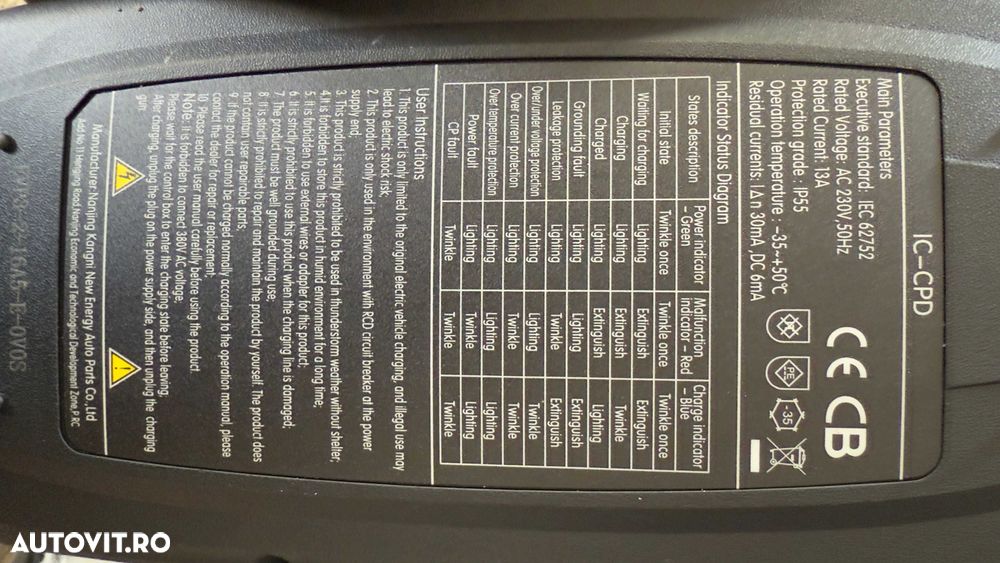 IC-CPD
Main Parameters
Executive standard: IEC 62752
Rated Voltage: AC 230V,50Hz
Rated Current: 13A
Protection grade : IP55
Operation temperature : -35~+50℃
Residual currents: IΔn 30mA ,DC 6mA
CE CB
PE
-35
Indicator Status Diagram
States description | Power indicator -Green | Malfunction indicator - Red | Charge indicator -Blue
Initial state | Twinkle once | Twinkle once | Twinkle once
Waiting for charging | Lighting | Extinguish | Extinguish
Charging | Lighting | Extinguish | Twinkle
Charged | Lighting | Extinguish | Lighting
Grounding fault | Lighting | Lighting | Extinguish
Leakage protection | Lighting | Twinkle | Extinguish
Over/under voltage protection | Lighting | Lighting | Twinkle
Over current protection | Lighting | Twinkle | Twinkle
Over temperature protection | Lighting | Lighting | Lighting
Power fault | Lighting | Twinkle | Lighting
CP fault | Twinkle | Twinkle | Twinkle
User Instructions
1. This product is only limited to the original electric vehicle charging, and illegal use may
lead to electric shock risk;
2. This product is only used in the environment with RCD circuit breaker at the power
supply end;
3. This product is strictly prohibited to be used in thunderstorm weather without shelter;
4.It is forbidden to store this product in humid environment for a long time;
5. It is forbidden to use external wires or adapter for this product;
6. It is strictly prohibited to use this product when the charging line is damaged;
7. The product must be well grounded during use;
8. It is strictly prohibited to repair and maintain the product by yourself. The product does
not contain user repairable parts;
9. If the product cannot be charged normally according to the operation manual, please
contact the dealer for repair or replacement;
10. Please read the user manual carefully before using the product.
Note: it is forbidden to connect 380V AC voltage;
Please wait for the control box to enter the charging state before leaving,
After charging, unplug the plug on the power supply side, and then unplug the charging
gun.
Manufacturer:Nanjing Kangni New Energy Auto Parts Co.,Ltd
Add:No.11 Hengjing Road,Nanjing Economic and Technological Development Zone,P.RC
AUTOVIT.RO